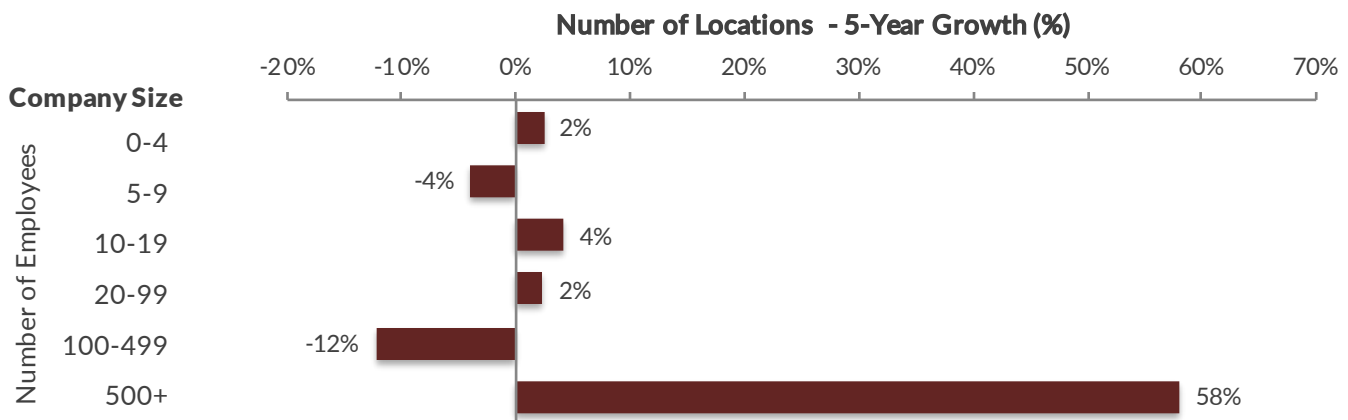 Number of Locations - 5-Year Growth (%)
-20% -10% 0% 10% 20% 30% 40% 50% 60% 70%
Company Size
Number of Employees
0-4 2%
5-9 -4%
10-19 4%
20-99 2%
100-499 -12%
500+ 58%